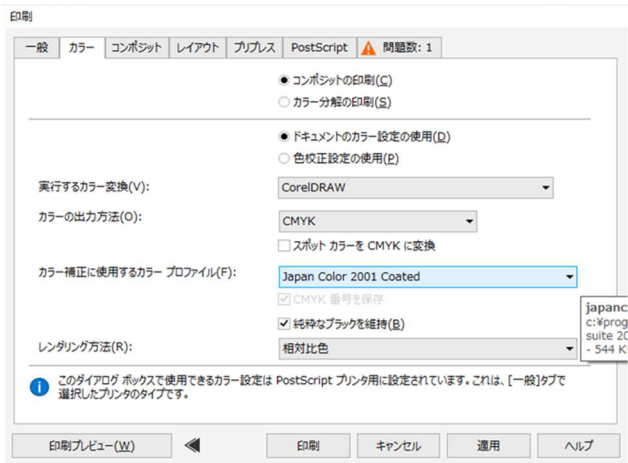 印刷
一般 カラー コンポジット レイアウト プリプレス PostScript 問題数: 1
コンポジットの印刷(C)
カラー分解の印刷(S)
ドキュメントのカラー設定の使用(D)
色校正設定の使用(P)
実行するカラー変換(V): CorelDRAW
カラーの出力方法(O): CMYK
スポット カラーを CMYK に変換
カラー補正に使用するカラー プロファイル(F): Japan Color 2001 Coated
CMYK 番号を保存
japanc
c:¥prog
純粋なブラックを維持(B)
suite 20
レンダリング方法(R): 相対比色
- 544 K
このダイアログ ボックスで使用できるカラー設定は PostScript プリンタ用に設定されています。これは、[一般]タブで
選択したプリンタのタイプです。
印刷プレビュー(W) 印刷 キャンセル 適用 ヘルプ